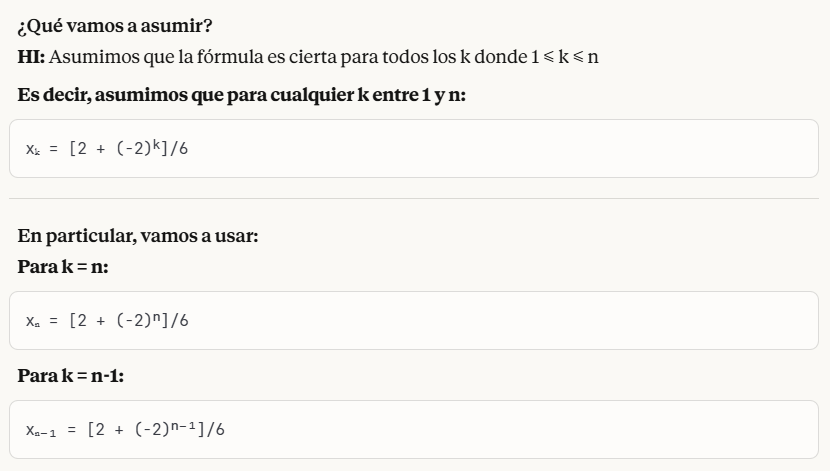 ¿Qué vamos a asumir?
HI: Asumimos que la fórmula es cierta para todos los k donde 1 ≤ k ≤ n
Es decir, asumimos que para cualquier k entre 1 y n:
xₖ = [2 + (-2)ᵏ]/6
En particular, vamos a usar:
Para k = n:
xₙ = [2 + (-2)ⁿ]/6
Para k = n-1:
xₙ₋₁ = [2 + (-2)ⁿ⁻¹]/6